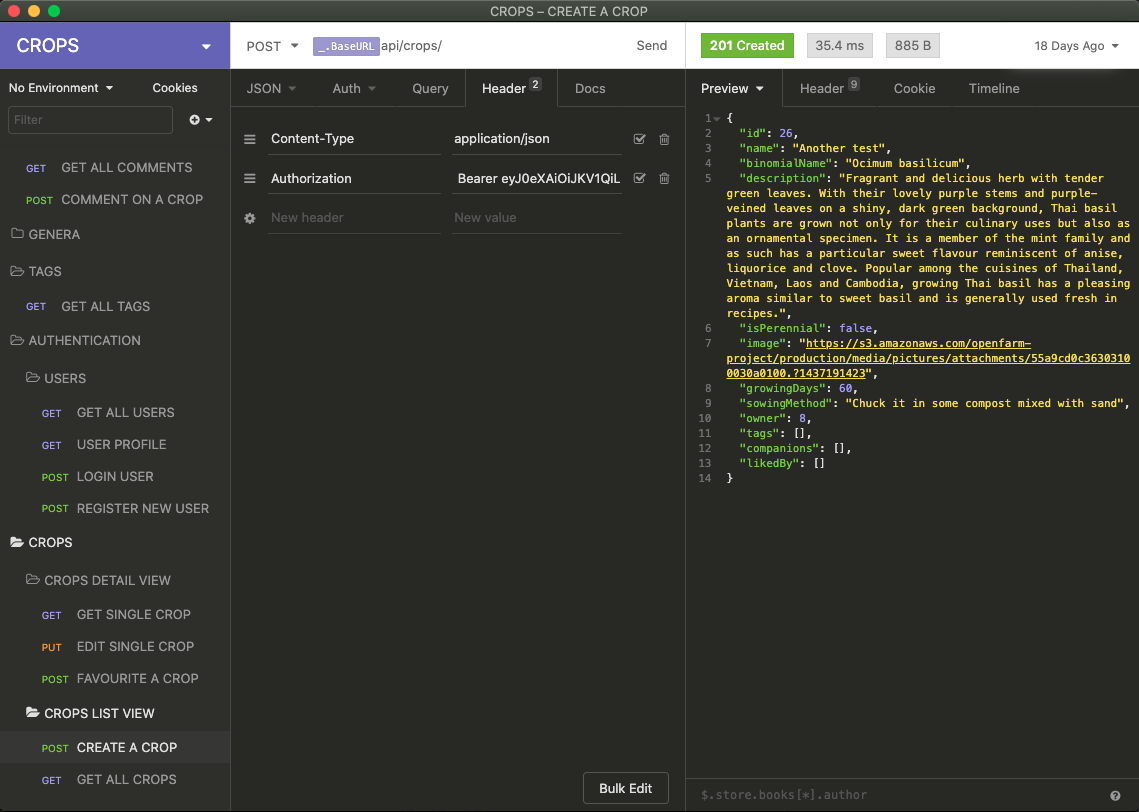 CROPS – CREATE A CROP
CROPS
No Environment
Cookies
Filter
GET GET ALL COMMENTS
POST COMMENT ON A CROP
GENERA
TAGS
GET GET ALL TAGS
AUTHENTICATION
USERS
GET GET ALL USERS
GET USER PROFILE
POST LOGIN USER
POST REGISTER NEW USER
CROPS
CROPS DETAIL VIEW
GET GET SINGLE CROP
PUT EDIT SINGLE CROP
POST FAVOURITE A CROP
CROPS LIST VIEW
POST CREATE A CROP
GET GET ALL CROPS
POST _.BaseURL api/crops/ Send
JSON Auth Query Header 2 Docs
Content-Type application/json
Authorization Bearer eyJ0eXAiOiJKV1QiL
New header New value
Bulk Edit
201 Created 35.4 ms 885 B 18 Days Ago
Preview Header 9 Cookie Timeline
1 {
2 "id": 26,
3 "name": "Another test",
4 "binomialName": "Ocimum basilicum",
5 "description": "Fragrant and delicious herb with tender
green leaves. With their lovely purple stems and purple-
veined leaves on a shiny, dark green background, Thai basil
plants are grown not only for their culinary uses but also as
an ornamental specimen. It is a member of the mint family and
as such has a particular sweet flavour reminiscent of anise,
liquorice and clove. Popular among the cuisines of Thailand,
Vietnam, Laos and Cambodia, growing Thai basil has a pleasing
aroma similar to sweet basil and is generally used fresh in
recipes.",
6 "isPerennial": false,
7 "image": "https://s3.amazonaws.com/openfarm-
project/production/media/pictures/attachments/55a9cd0c3630310
0030a0100.?1437191423",
8 "growingDays": 60,
9 "sowingMethod": "Chuck it in some compost mixed with sand",
10 "owner": 8,
11 "tags": [],
12 "companions": [],
13 "likedBy": []
14 }
$.store.books[*].author